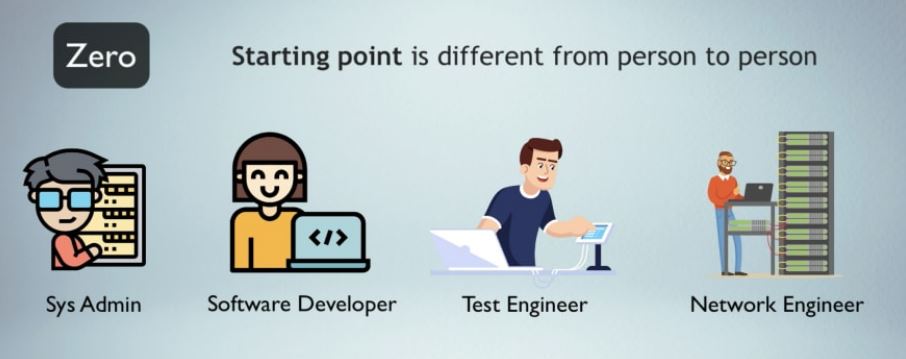 Zero
Starting point is different from person to person
</>
Sys Admin
Software Developer
Test Engineer
Network Engineer